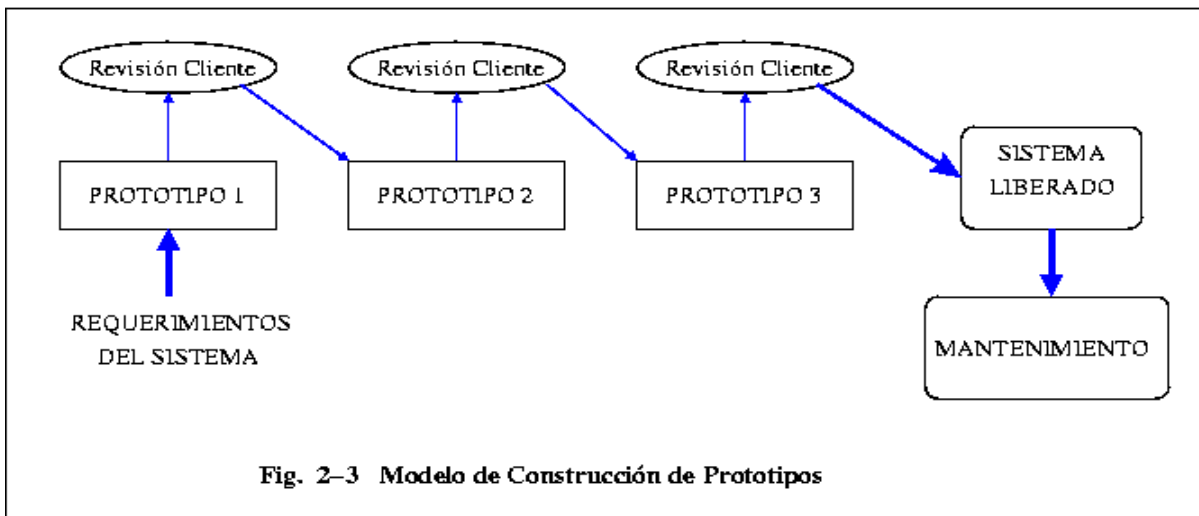 Revisión Cliente
Revisión Cliente
Revisión Cliente
PROTOTIPO 1
PROTOTIPO 2
PROTOTIPO 3
SISTEMA
LIBERADO
REQUERIMIENTOS
DEL SISTEMA
MANTENIMIENTO
Fig. 2–3 Modelo de Construcción de Prototipos